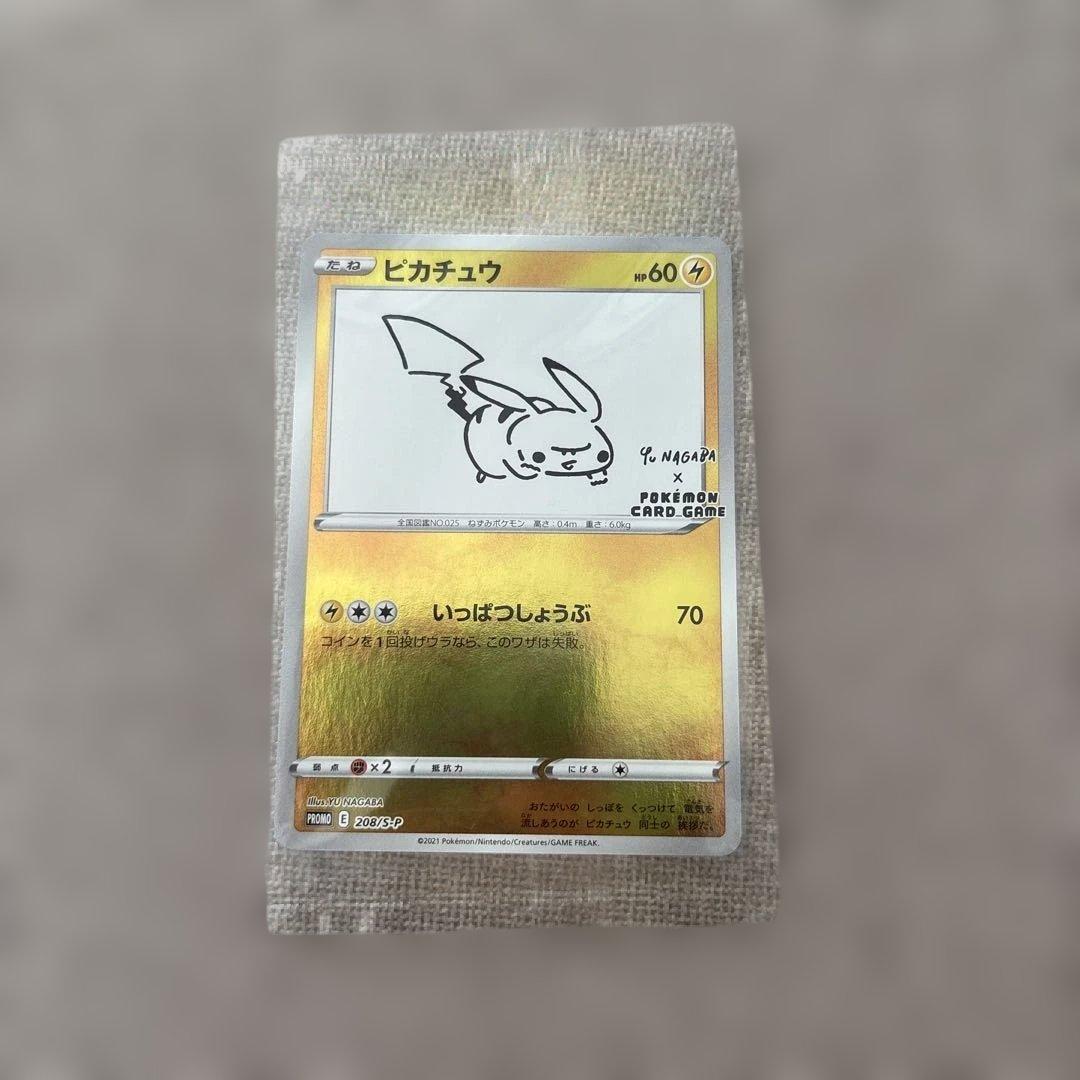 たね ピカチュウ HP60
Yu NAGABA
×
POKÉMON
CARD GAME
全国図鑑NO.025 ねずみポケモン 高さ:0.4m 重さ:6.0kg
いっぱつしょうぶ 70
コインを1回投げウラなら、このワザは失敗。
弱点 ×2 抵抗力 にげる
Illus.YU NAGABA
おたがいの しっぽを くっつけて 電気を
PROMO E 208/S-P
流しあうのが ピカチュウ 同士の 挨拶だ。
©2021 Pokémon/Nintendo/Creatures/GAME FREAK.